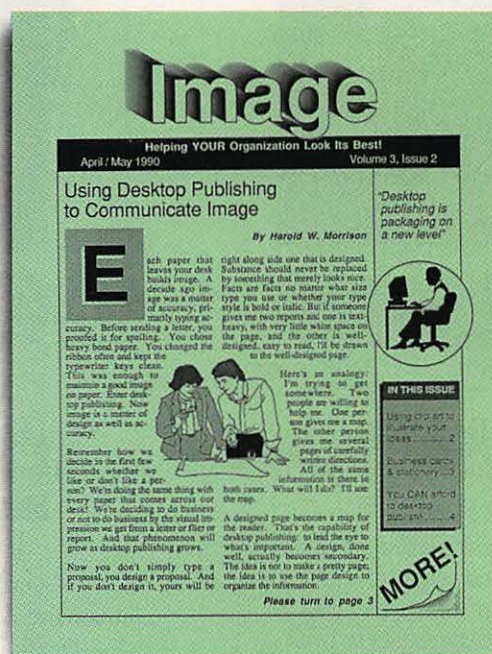 Image
Helping YOUR Organization Look Its Best!
April / May 1990 Volume 3, Issue 2
Using Desktop Publishing
to Communicate Image
By Harold W. Morrison
Each paper that
leaves your desk
builds image. A
decade ago im-
age was a matter
of accuracy, pri-
marily typing ac-
curacy. Before sending a letter, you
proofed it for spelling. You chose
heavy bond paper. You changed the
ribbon often and kept the
typewriter keys clean.
This was enough to
maintain a good image
on paper. Enter desk-
top publishing. Now
image is a matter of
design as well as ac-
curacy.
Remember how we
decide in the first few
seconds whether we
like or don't like a per-
son? We're doing the same thing with
every paper that comes across our
desk! We're deciding to do business
or not to do business by the visual im-
pression we get from a letter or flier or
report. And that phenomenon will
grow as desktop publishing grows.
Now you don't simply type a
proposal, you design a proposal. And
if you don't design it, yours will be
right along side one that is designed.
Substance should never be replaced
by something that merely looks nice.
Facts are facts no matter what size
type you use or whether your type
style is bold or italic. But if someone
gives me two reports and one is text-
heavy, with very little white space on
the page, and the other is well-
designed, easy to read, I'll be drawn
to the well-designed page.
Here's an analogy:
I'm trying to get
somewhere. Two
people are willing to
help me. One per-
son gives me a map.
The other person
gives me several
pages of carefully
written directions.
All of the same
information is there in
both cases. What will I do? I'll use
the map.
A designed page becomes a map for
the reader. That's the capability of
desktop publishing: to lead the eye to
what's important. A design, done
well, actually becomes secondary.
The idea is not to make a pretty page;
the idea is to use the page design to
organize the information.
Please turn to page 3
"Desktop
publishing is
packaging on
a new level"
IN THIS ISSUE
Using clip art to
illustrate your
ideas..........2
Business cards
& stationery...3
You CAN afford
to desktop
publish!.......4
MORE!